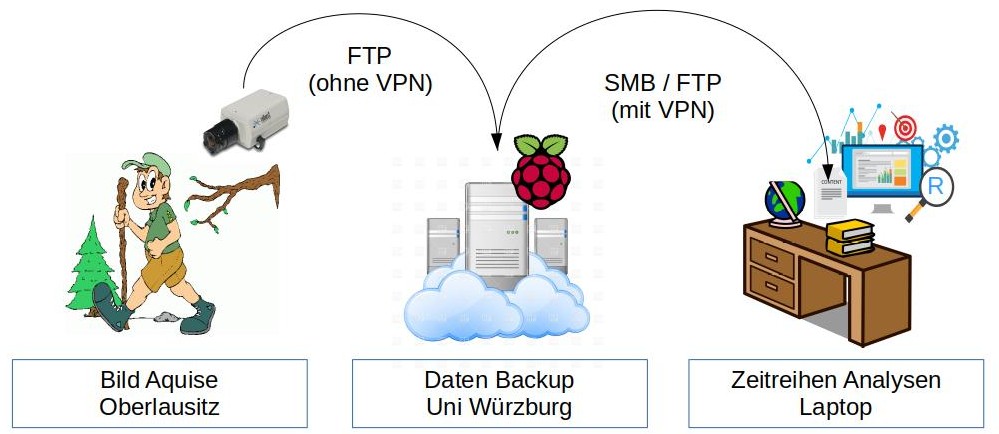 FTP
(ohne VPN)
SMB / FTP
(mit VPN)
CONTENT
R
Bild Aquise
Oberlausitz
Daten Backup
Uni Würzburg
Zeitreihen Analysen
Laptop